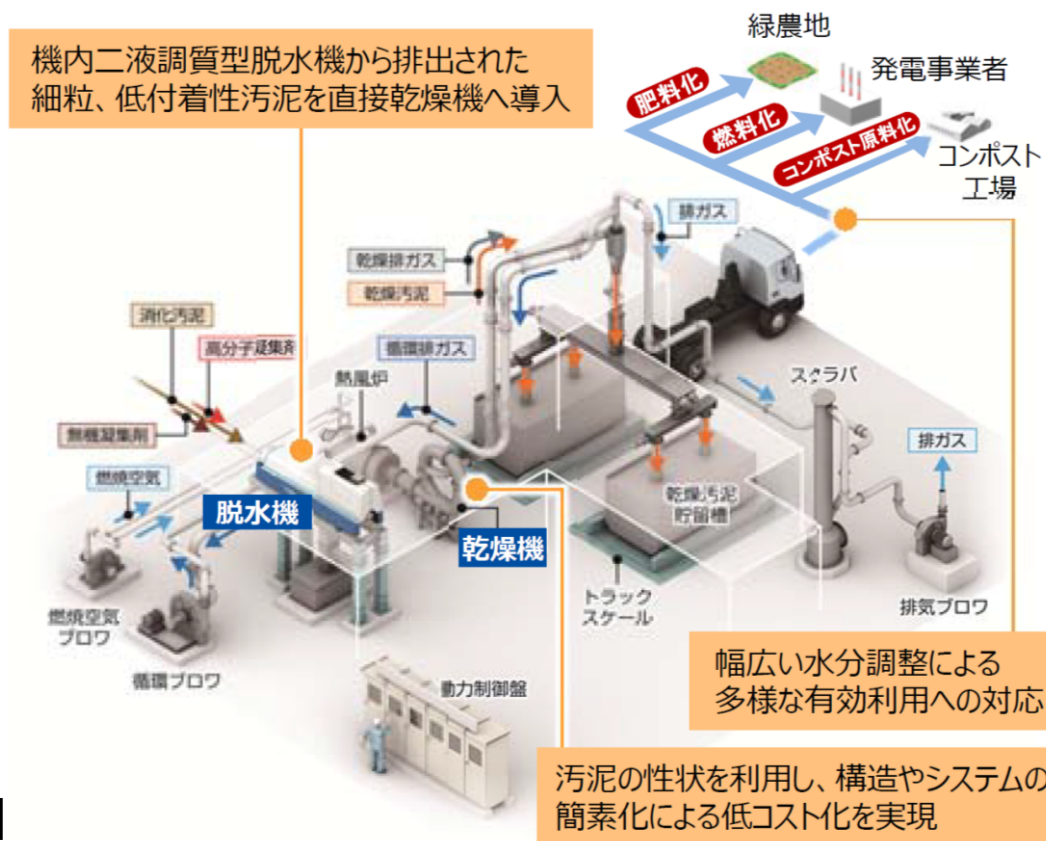 機内二液調質型脱水機から排出された
細粒、低付着性汚泥を直接乾燥機へ導入
緑農地
発電事業者
コンポスト
工場
肥料化
燃料化
コンポスト原料化
排ガス
乾燥排ガス
乾燥汚泥
消化汚泥
高分子凝集剤
循環排ガス
熱風炉
無機凝集剤
燃焼空気
脱水機
乾燥機
スクラバ
排ガス
乾燥汚泥
貯留槽
トラック
スケール
排気ブロワ
燃焼空気
ブロワ
循環ブロワ
動力制御盤
幅広い水分調整による
多様な有効利用への対応
汚泥の性状を利用し、構造やシステムの
簡素化による低コスト化を実現